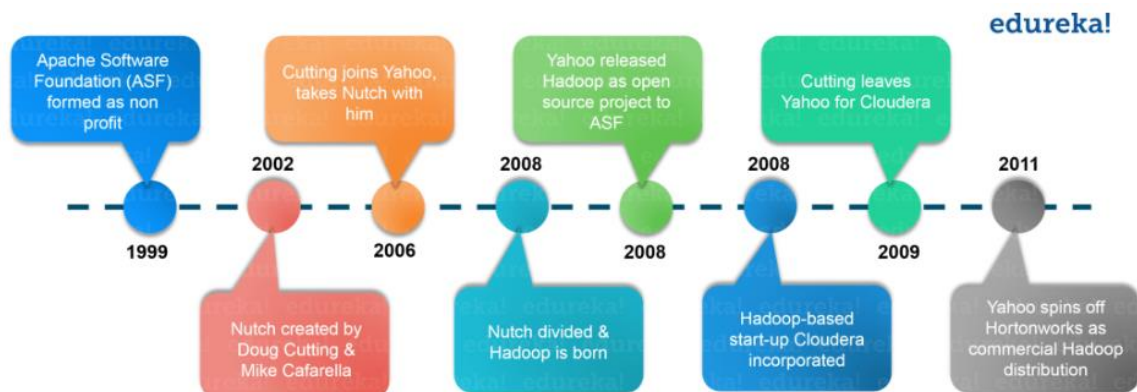 edureka!
Apache Software
Foundation (ASF)
formed as non
profit
1999
2002
Nutch created by
Doug Cutting &
Mike Cafarella
Cutting joins Yahoo,
takes Nutch with
him
2006
2008
Nutch divided &
Hadoop is born
Yahoo released
Hadoop as open
source project to
ASF
2008
2008
Hadoop-based
start-up Cloudera
incorporated
Cutting leaves
Yahoo for Cloudera
2009
2011
Yahoo spins off
Hortonworks as
commercial Hadoop
distribution